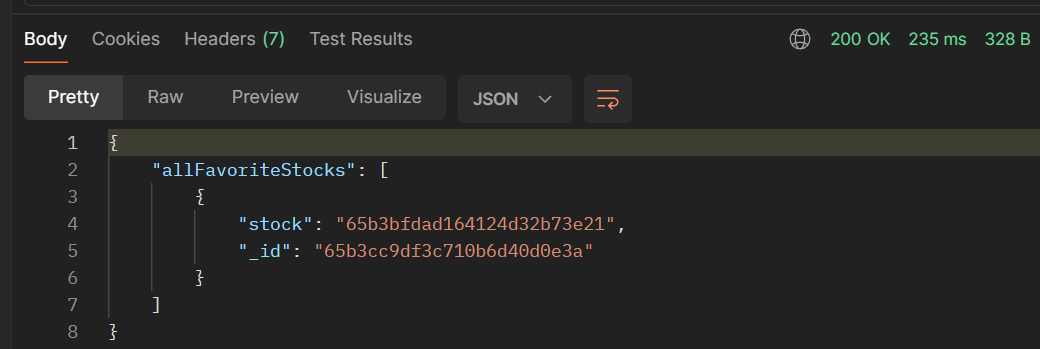 Body Cookies Headers (7) Test Results 200 OK 235 ms 328 B
Pretty Raw Preview Visualize JSON
1 {
2 "allFavoriteStocks": [
3 {
4 "stock": "65b3bfdad164124d32b73e21",
5 "_id": "65b3cc9df3c710b6d40d0e3a"
6 }
7 ]
8 }